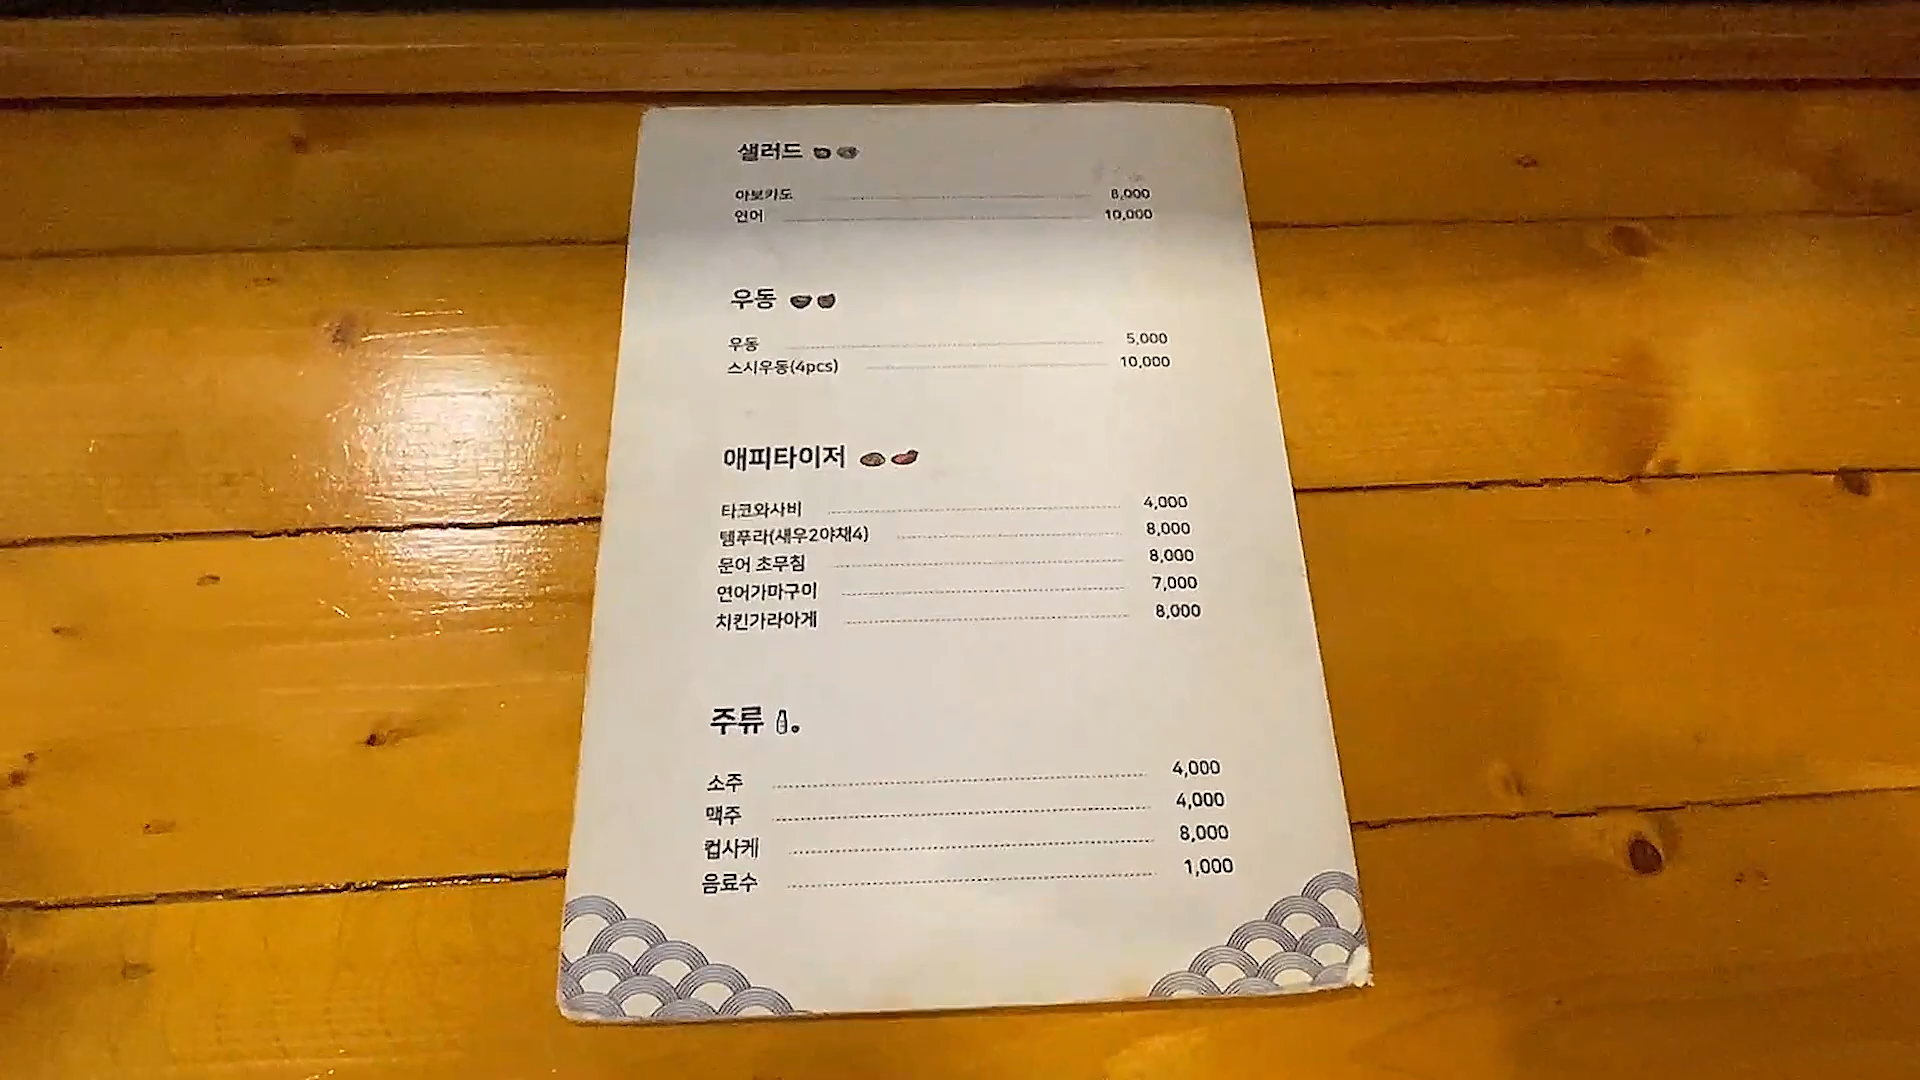 샐러드
아보카도 8,000
연어 10,000
우동
우동 5,000
스시우동(4pcs) 10,000
애피타이저
타코와사비 4,000
템푸라(새우2야채4) 8,000
문어 초무침 8,000
연어가마구이 7,000
치킨가라아게 8,000
주류
소주 4,000
맥주 4,000
컵사케 8,000
음료수 1,000